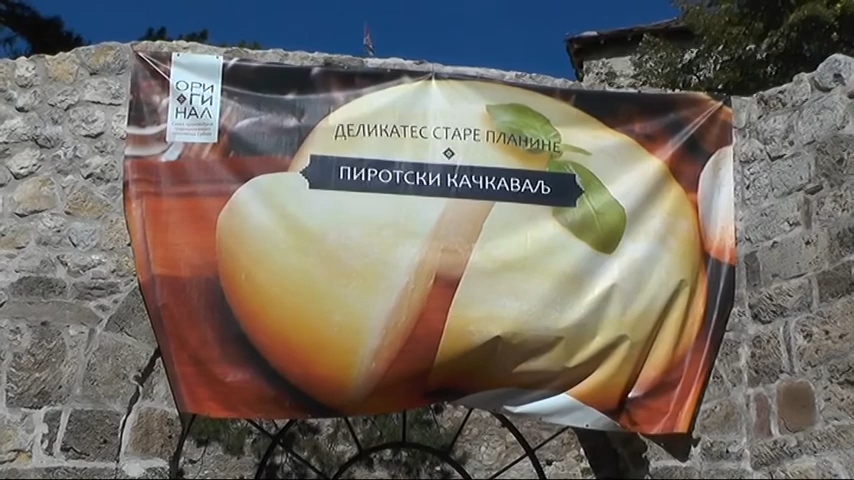 ОРИ
ГИ
НАЛ
ДЕЛИКАТЕС СТАРЕ ПЛАНИНЕ
ПИРОТСКИ КАЧКАВАЉ